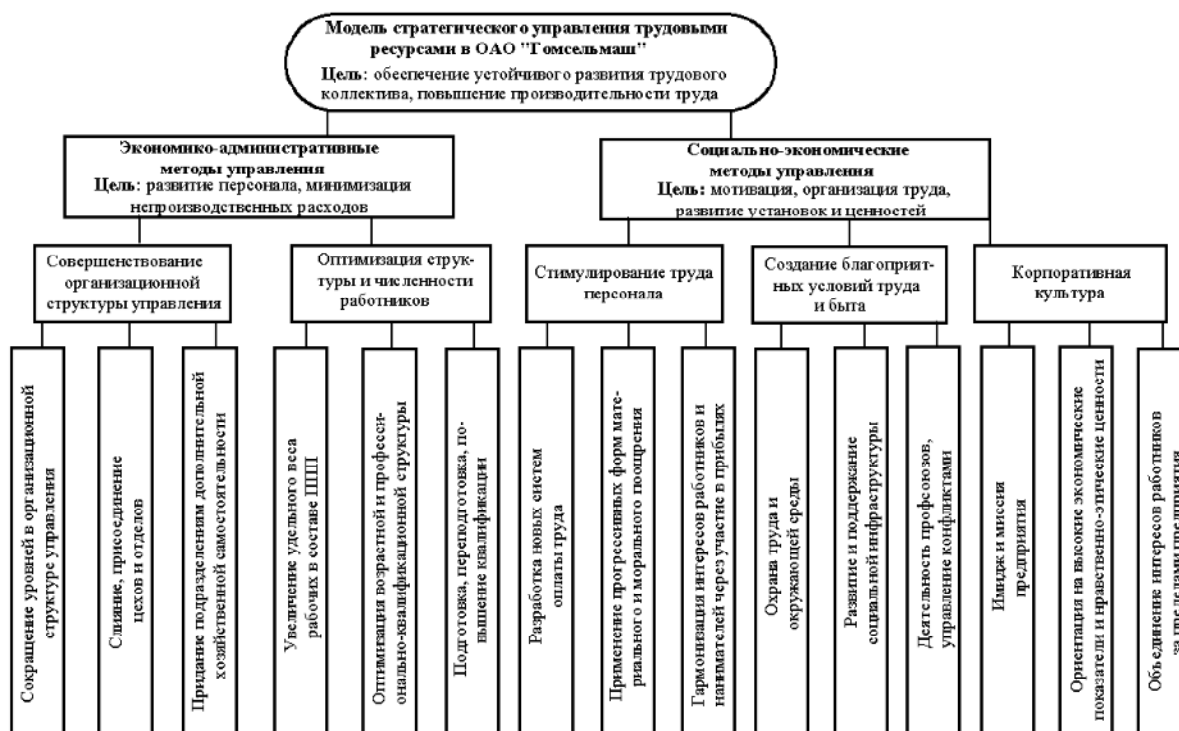 Модель стратегического управления трудовыми
ресурсами в ОАО "Гомсельмаш"
Цель: обеспечение устойчивого развития трудового
коллектива, повышение производительности труда
Экономико-административные
методы управления
Цель: развитие персонала, минимизация
непроизводственных расходов
Социально-экономические
методы управления
Цель: мотивация, организация труда,
развитие установок и ценностей
Совершенствование
организационной
структуры управления
Оптимизация струк-
туры и численности
работников
Стимулирование труда
персонала
Создание благоприят-
ных условий труда
и быта
Корпоративная
культура
Сокращение уровней в организационной
структуре управления
Слияние, присоединение
цехов и отделов
Придание подразделениям дополнительной
хозяйственной самостоятельности
Увеличение удельного веса
рабочих в составе ППП
Оптимизация возрастной и професси-
онально-квалификационной структуры
Подготовка, переподготовка, по-
вышение квалификации
Разработка новых систем
оплаты труда
Применение прогрессивных форм мате-
риального и морального поощрения
Гармонизация интересов работников и
нанимателей через участие в прибылях
Охрана труда и
окружающей среды
Развитие и поддержание
социальной инфраструктуры
Деятельность профсоюзов,
управление конфликтами
Имидж и миссия
предприятия
Ориентация на высокие экономические
показатели и нравственно-этические ценности
Объединение интересов работников
за пределами предприятия